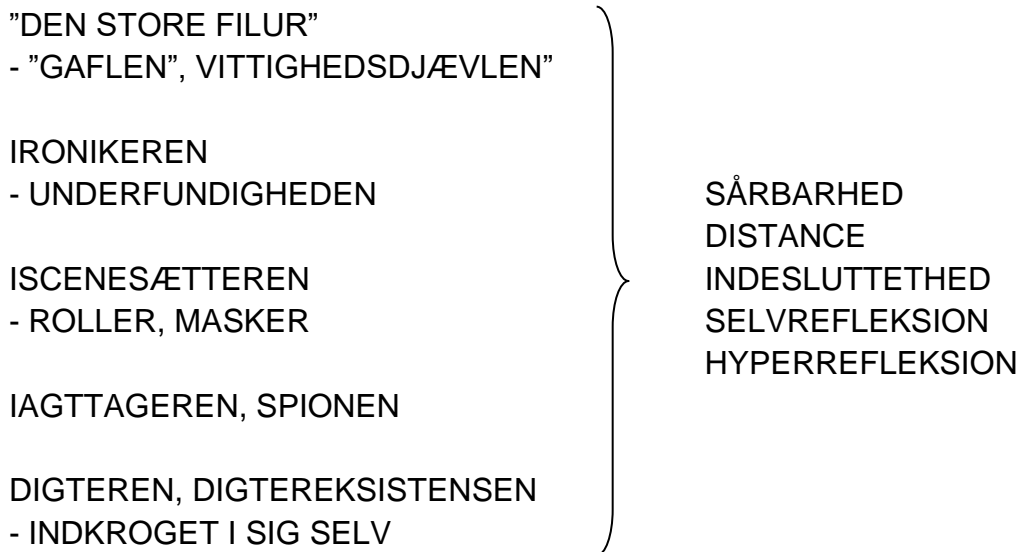 ”DEN STORE FILUR”
- ”GAFLEN”, VITTIGHEDSDJÆVLEN”
IRONIKEREN
- UNDERFUNDIGHEDEN
ISCENESÆTTEREN
- ROLLER, MASKER
IAGTTAGEREN, SPIONEN
DIGTEREN, DIGTEREKSISTENSEN
- INDKROGET I SIG SELV
SÅRBARHED
DISTANCE
INDESLUTTETHED
SELVREFLEKSION
HYPERREFLEKSION